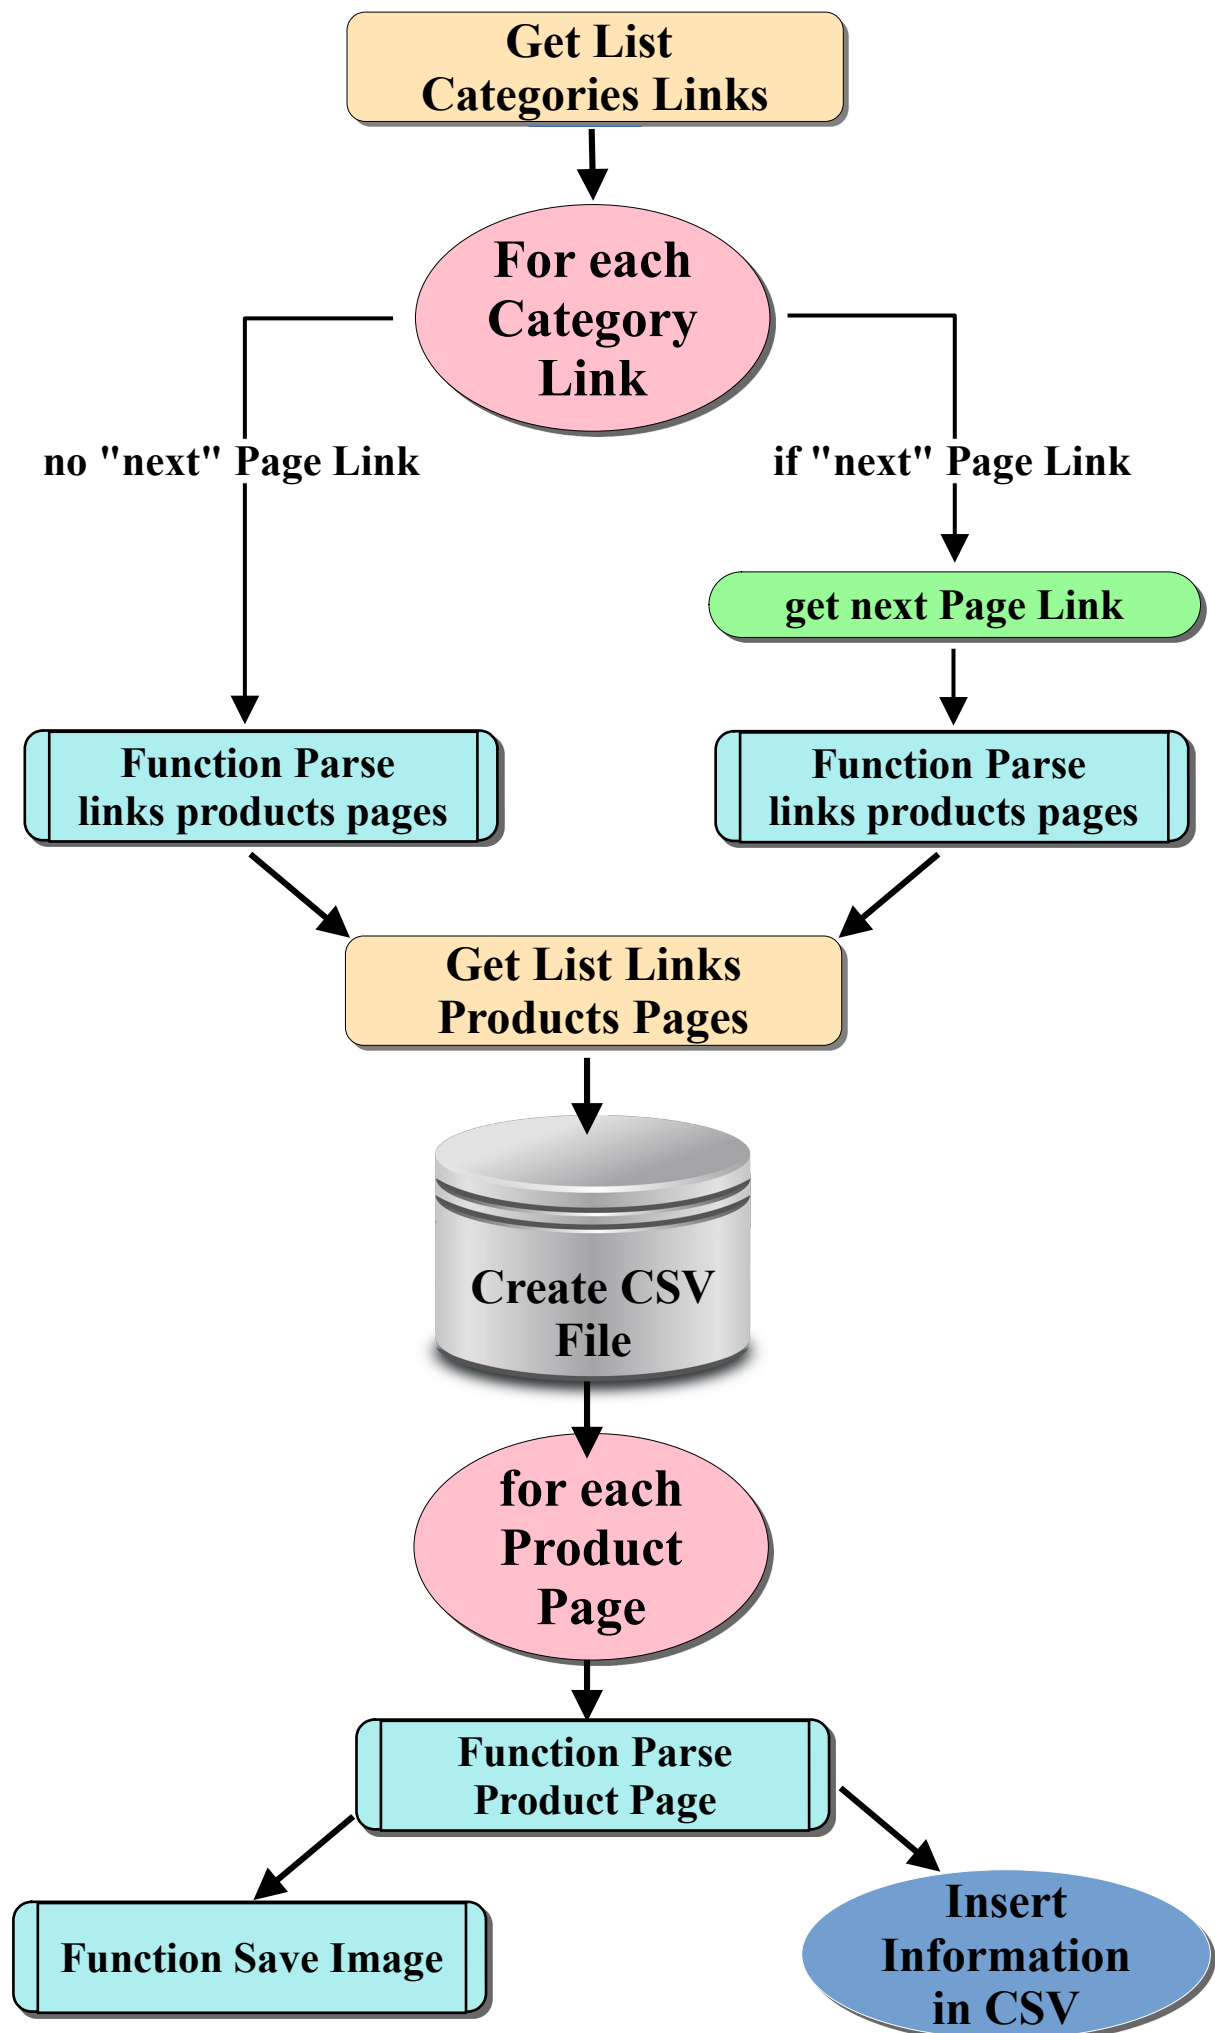 Get List
Categories Links
For each
Category
Link
no "next" Page Link
if "next" Page Link
get next Page Link
Function Parse
links products pages
Function Parse
links products pages
Get List Links
Products Pages
Create CSV
File
for each
Product
Page
Function Parse
Product Page
Function Save Image
Insert
Information
in CSV